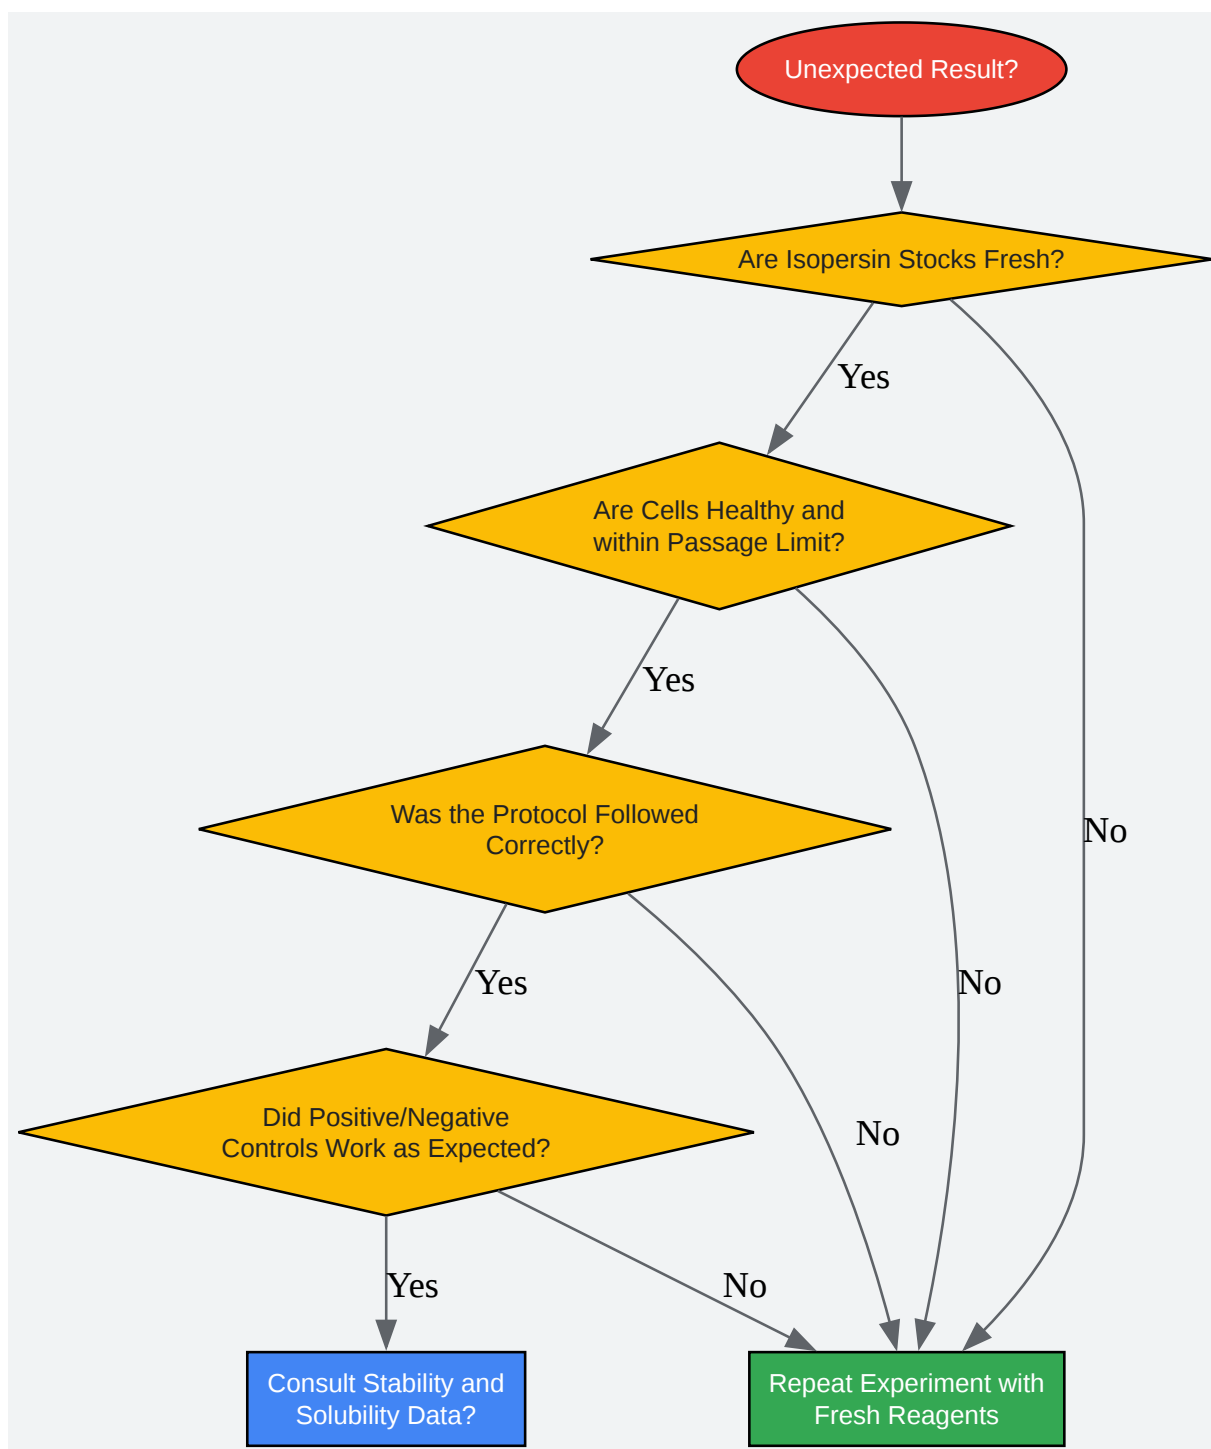 Unexpected Result?
Are Isopersin Stocks Fresh?
Yes
Are Cells Healthy and
within Passage Limit?
Yes
Was the Protocol Followed
Correctly?
No
Yes
No
Did Positive/Negative
Controls Work as Expected?
No
Yes
No
Consult Stability and
Solubility Data?
Repeat Experiment with
Fresh Reagents